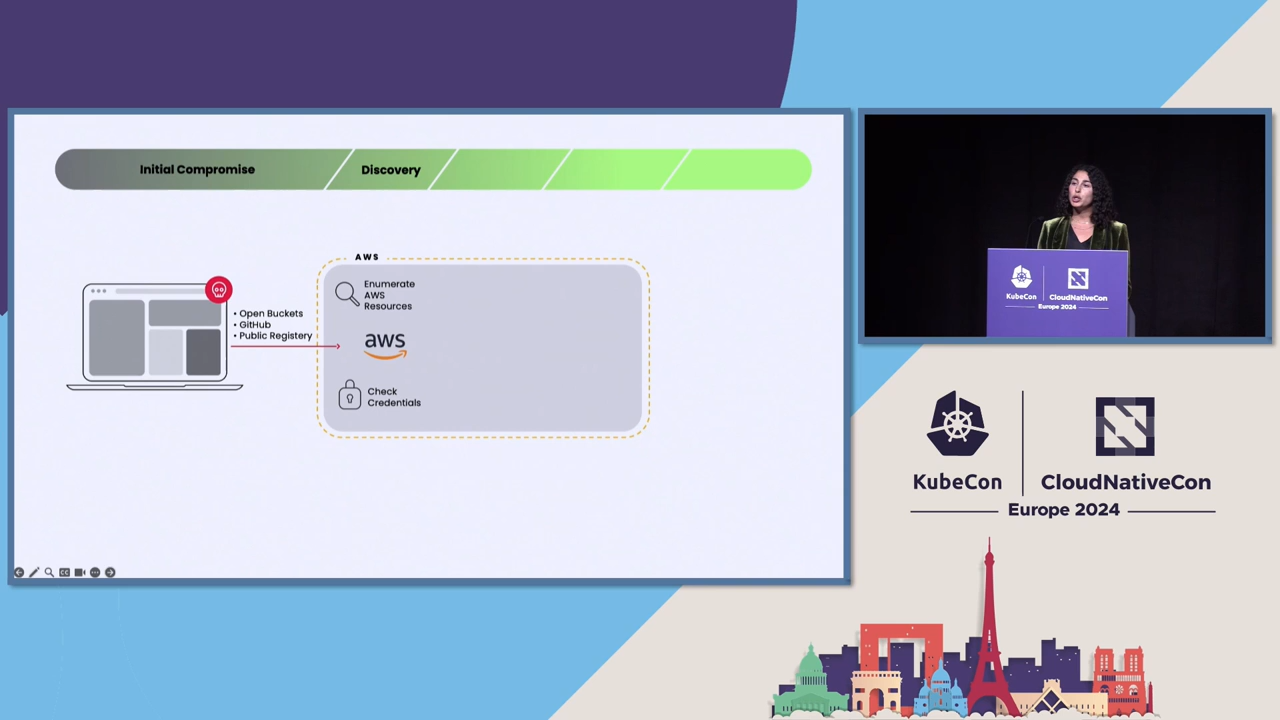 Initial Compromise
Discovery
AWS
• Open Buckets
• GitHub
• Public Registery
Enumerate
AWS
Resources
aws
Check
Credentials
KubeCon
CloudNativeCon
Europe 2024
KubeCon
CloudNativeCon
Europe 2024